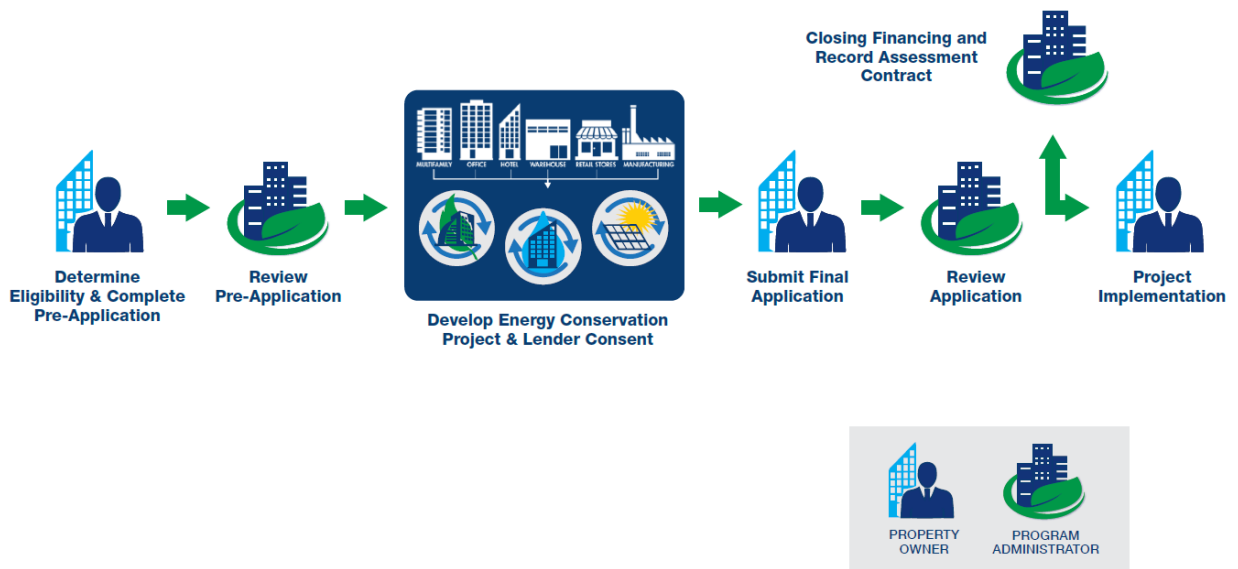 Closing Financing and
Record Assessment
Contract
MULTIFAMILY
OFFICE
HOTEL
WAREHOUSE
RETAIL STORES
MANUFACTURING
Determine
Eligibility & Complete
Pre-Application
Review
Pre-Application
Develop Energy Conservation
Project & Lender Consent
Submit Final
Application
Review
Application
Project
Implementation
PROPERTY
OWNER
PROGRAM
ADMINISTRATOR